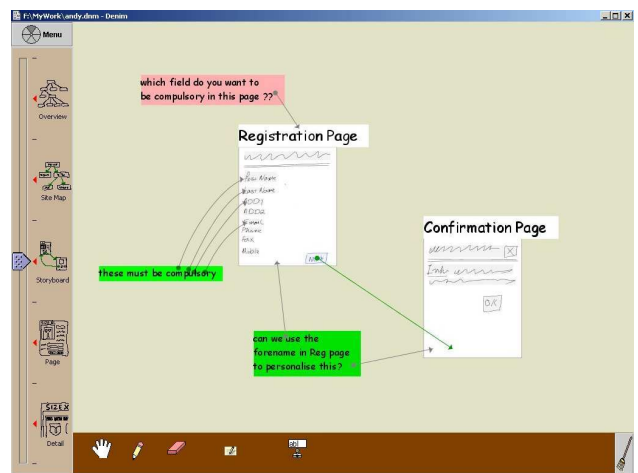 F:\MyWork\andy.dnm - Denim
Menu
Overview
Site Map
Storyboard
Page
SIZE X
Detail
which field do you want to
be compulsory in this page ??
Registration Page
First Name
Last Name
ADD1
ADD2
Email
Phone
Mobile
these must be compulsory
can we use the
forename in Reg page
to personalise this?
Confirmation Page
OK
abl